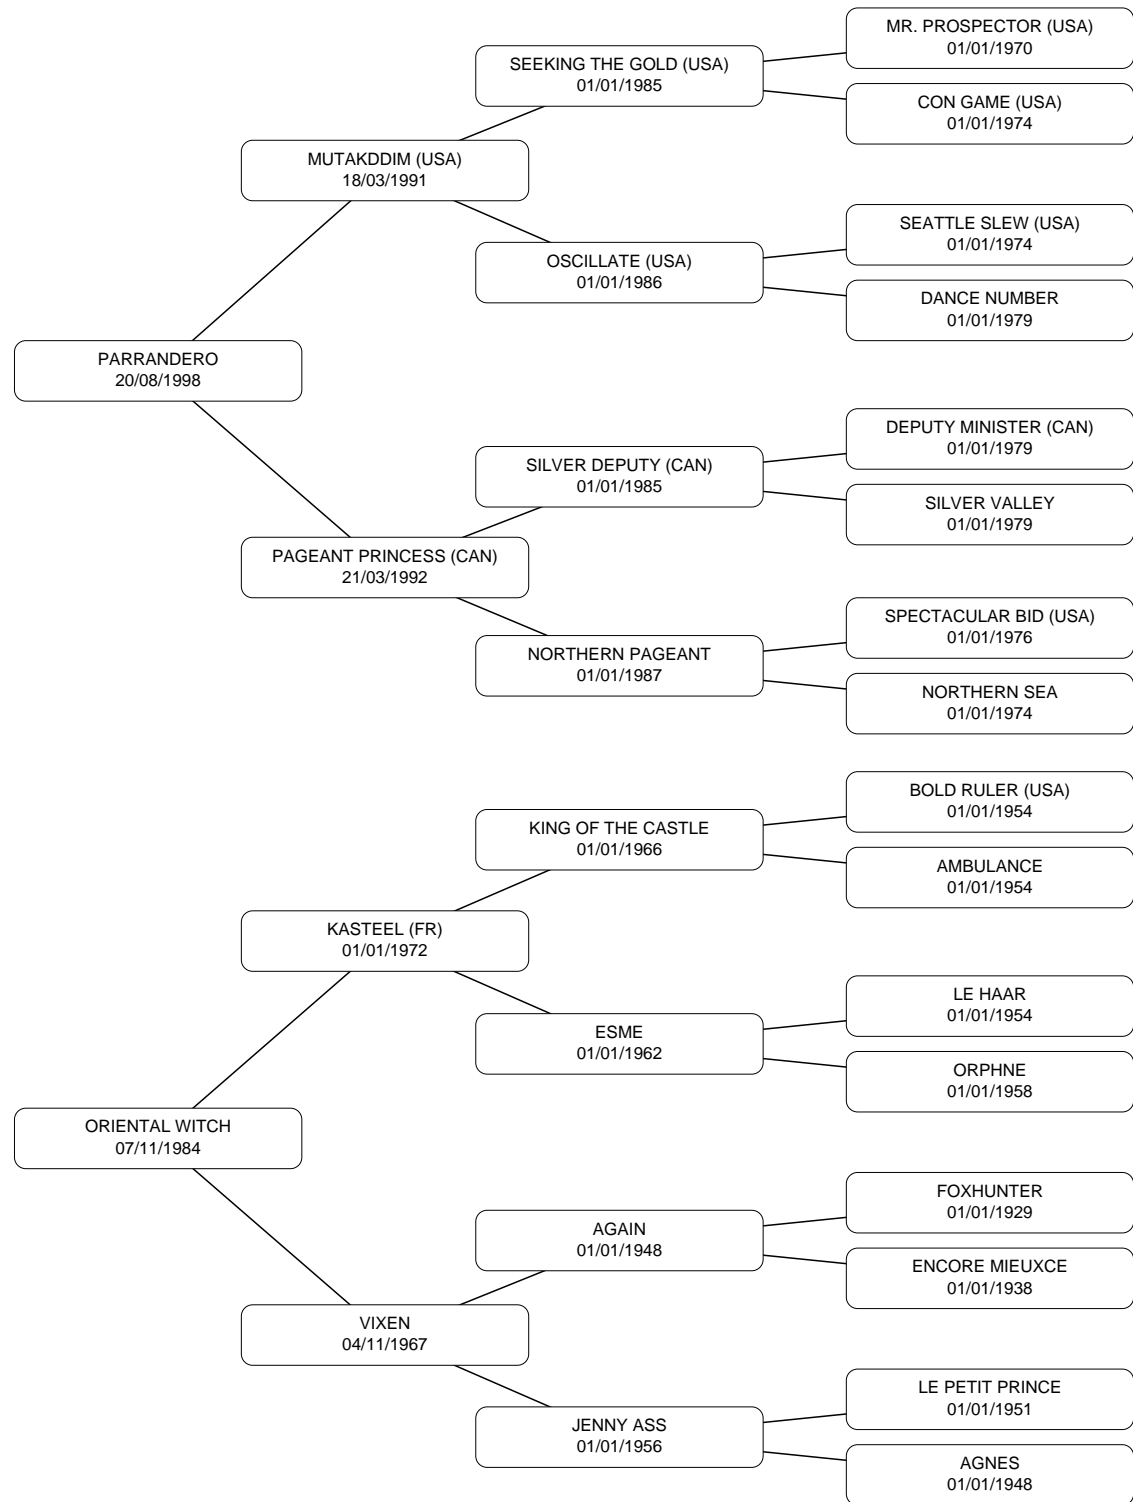 MR. PROSPECTOR (USA)
01/01/1970
SEEKING THE GOLD (USA)
01/01/1985
CON GAME (USA)
01/01/1974
MUTAKDDIM (USA)
18/03/1991
SEATTLE SLEW (USA)
01/01/1974
OSCILLATE (USA)
01/01/1986
DANCE NUMBER
01/01/1979
PARRANDERO
20/08/1998
DEPUTY MINISTER (CAN)
01/01/1979
SILVER DEPUTY (CAN)
01/01/1985
SILVER VALLEY
01/01/1979
PAGEANT PRINCESS (CAN)
21/03/1992
SPECTACULAR BID (USA)
01/01/1976
NORTHERN PAGEANT
01/01/1987
NORTHERN SEA
01/01/1974
BOLD RULER (USA)
01/01/1954
KING OF THE CASTLE
01/01/1966
AMBULANCE
01/01/1954
KASTEEL (FR)
01/01/1972
LE HAAR
01/01/1954
ESME
01/01/1962
ORPHNE
01/01/1958
ORIENTAL WITCH
07/11/1984
FOXHUNTER
01/01/1929
AGAIN
01/01/1948
ENCORE MIEUXCE
01/01/1938
VIXEN
04/11/1967
LE PETIT PRINCE
01/01/1951
JENNY ASS
01/01/1956
AGNES
01/01/1948